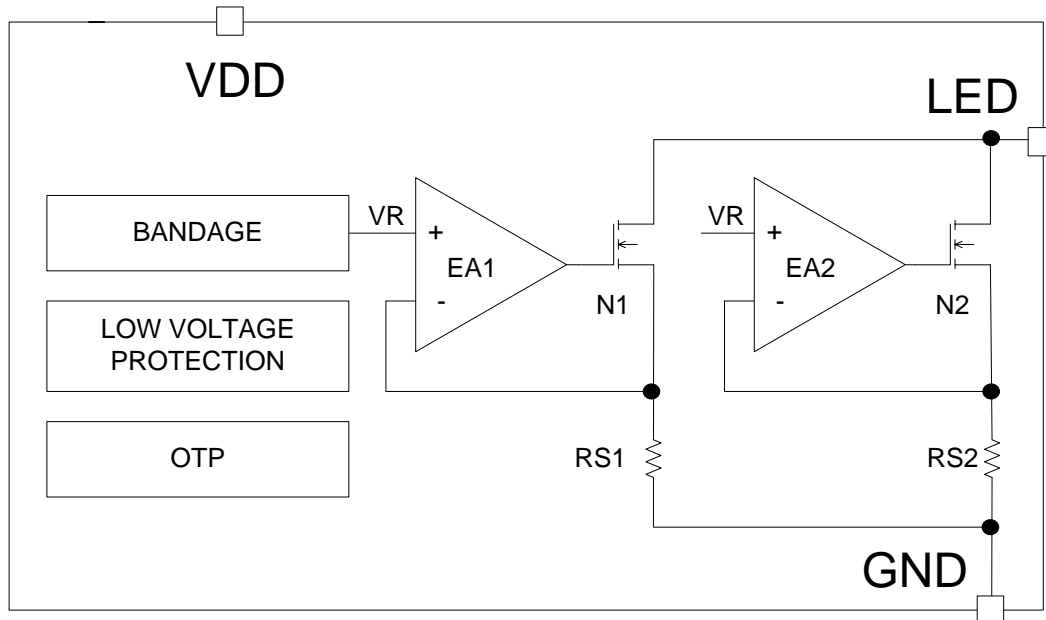 VDD
LED
BANDAGE
VR
+
EA1
-
N1
VR
+
EA2
-
N2
LOW VOLTAGE
PROTECTION
OTP
RS1
RS2
GND